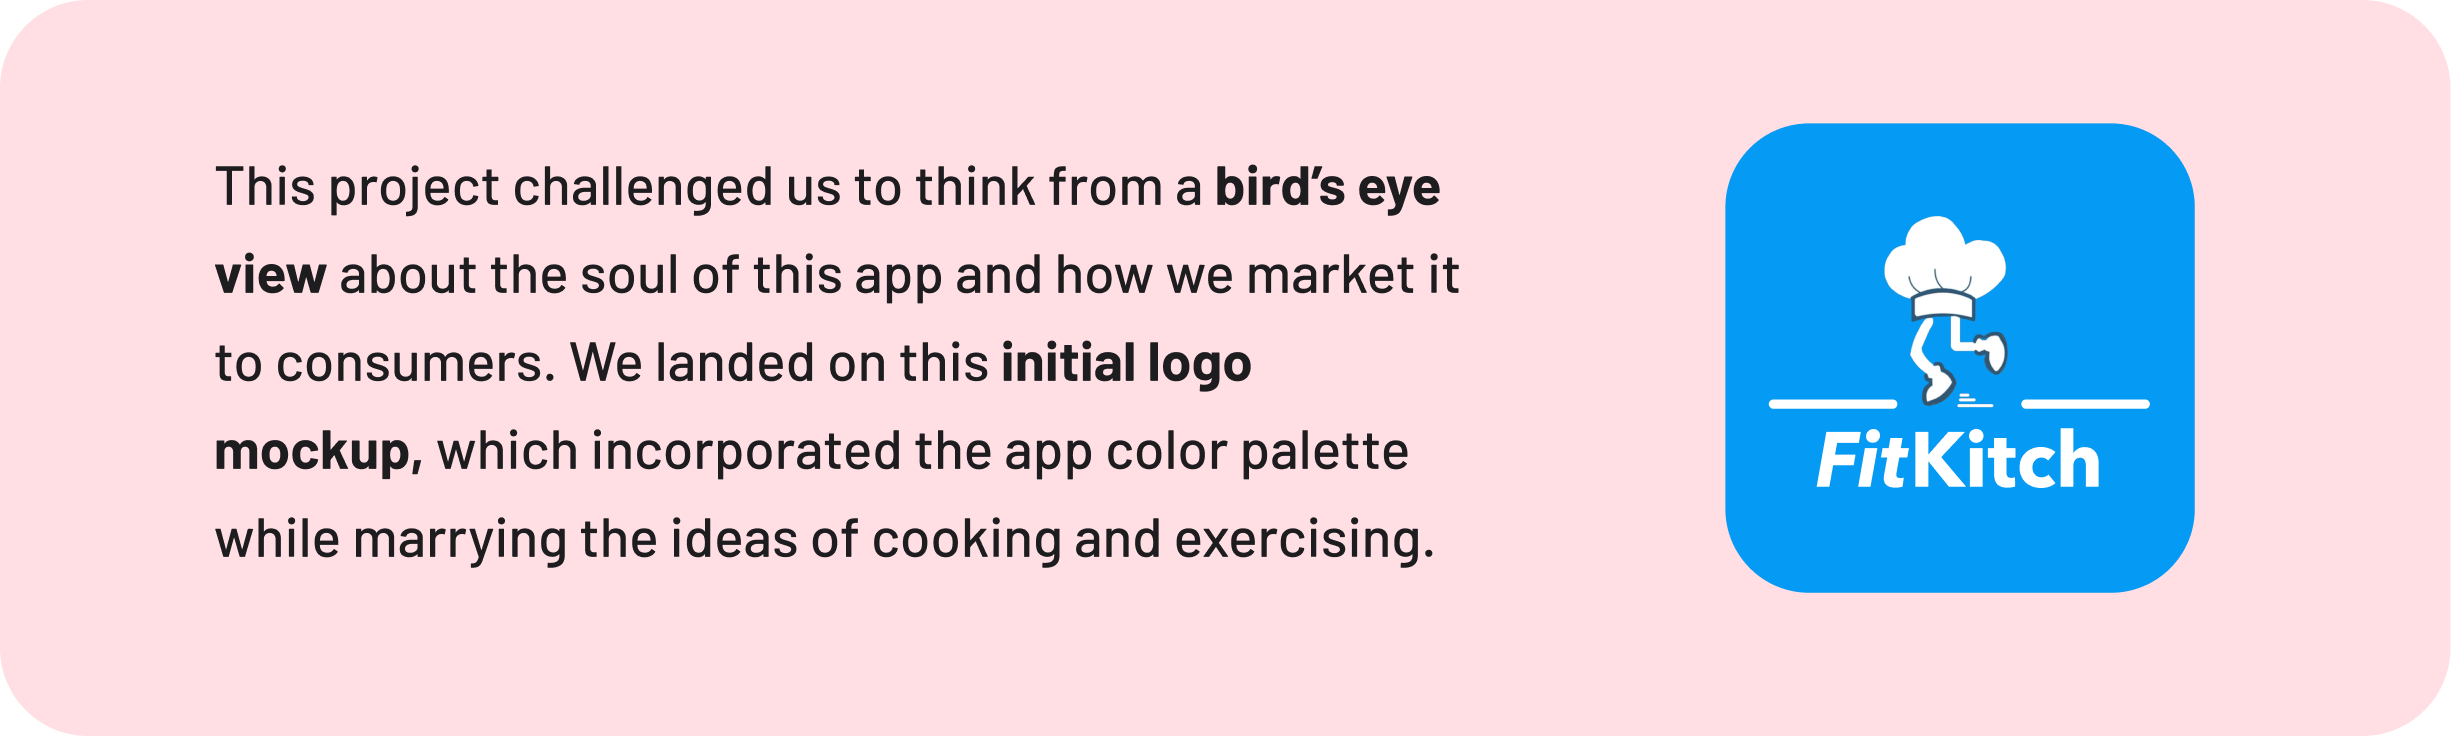 This project challenged us to think from a bird’s eye
view about the soul of this app and how we market it
to consumers. We landed on this initial logo
mockup, which incorporated the app color palette
while marrying the ideas of cooking and exercising.
FitKitch